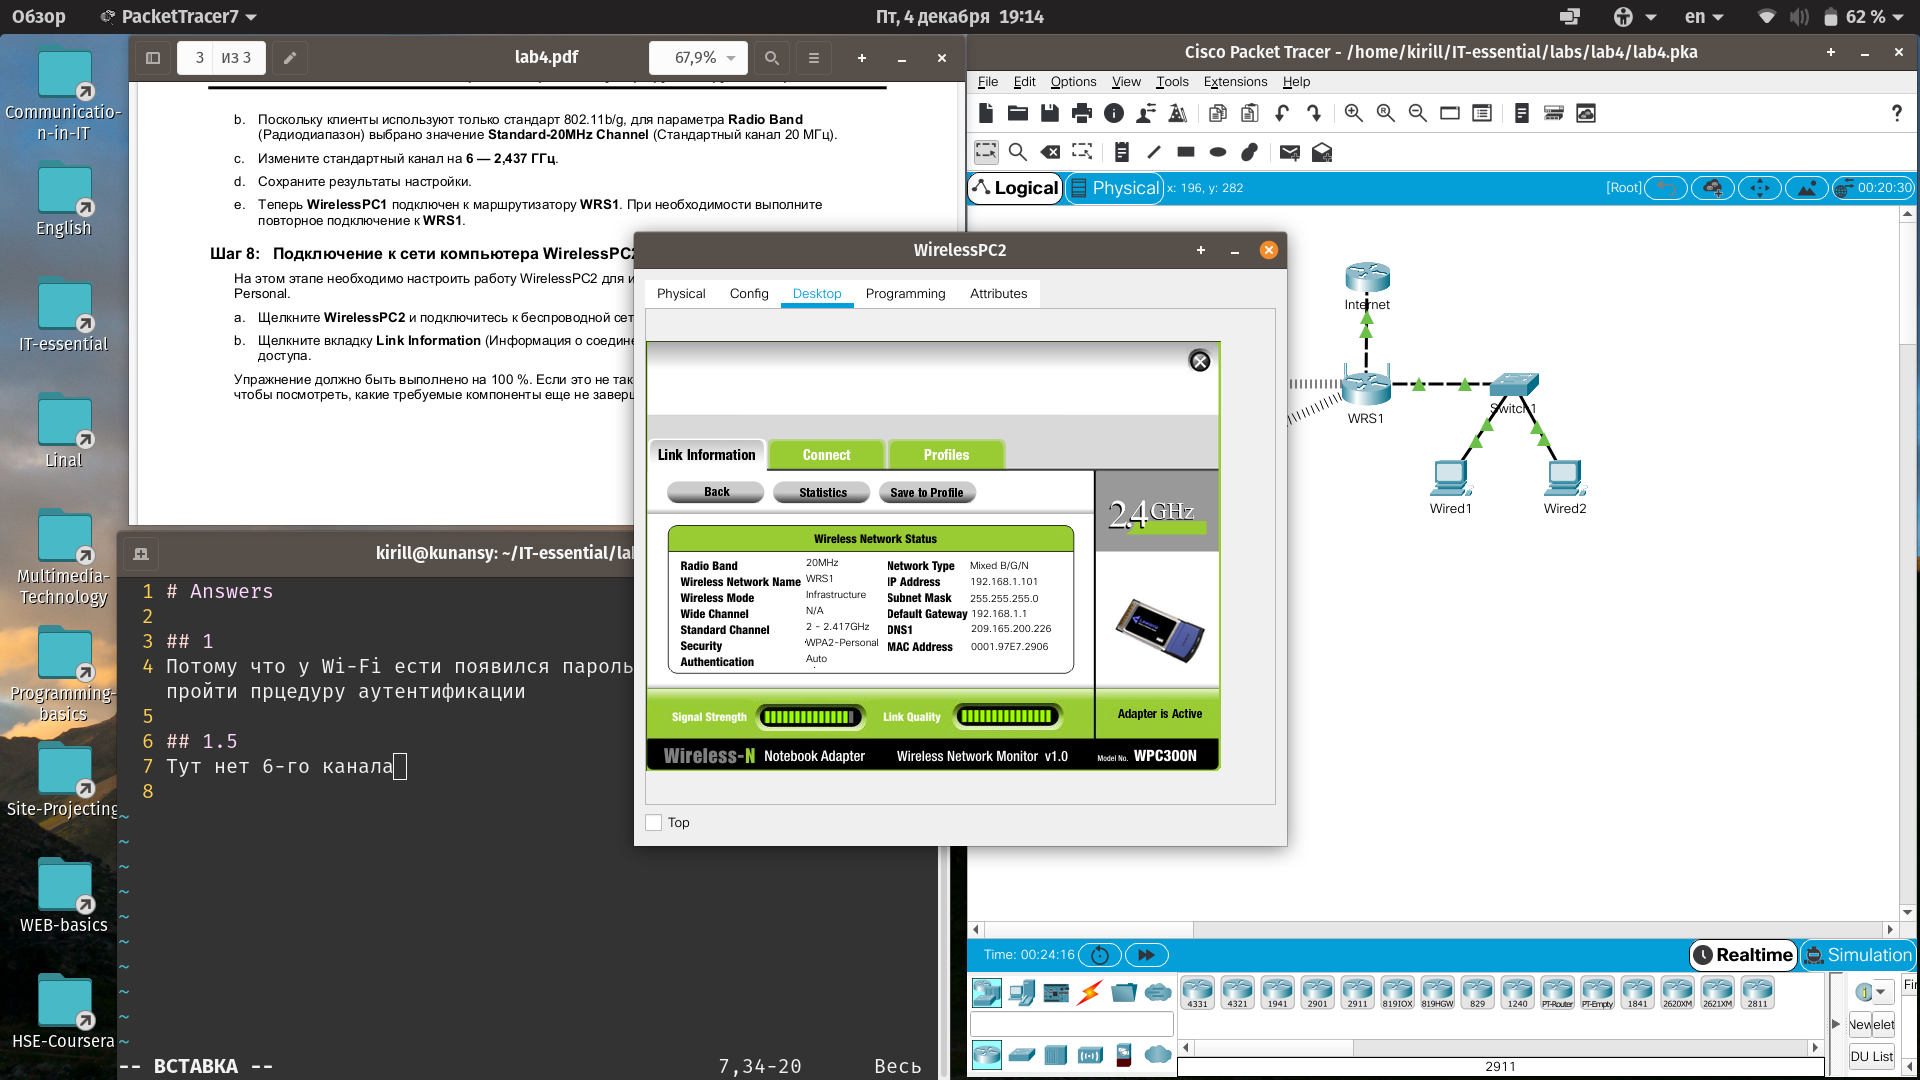 Обзор
PacketTracer7
Пт, 4 декабря 19:14
en
62 %
Communicatio-
n-in-IT
English
IT-essential
Linal
Multimedia-
Technology
Programming-
basics
Site-Projecting
WEB-basics
HSE-Coursera
3 из 3
lab4.pdf
67,9%
b. Поскольку клиенты используют только стандарт 802.11b/g, для параметра Radio Band
(Радиодиапазон) выбрано значение Standard-20MHz Channel (Стандартный канал 20 МГц).
c. Измените стандартный канал на 6 — 2,437 ГГц.
d. Сохраните результаты настройки.
e. Теперь WirelessPC1 подключен к маршрутизатору WRS1. При необходимости выполните
повторное подключение к WRS1.
Шаг 8: Подключение к сети компьютера WirelessPC2
На этом этапе необходимо настроить работу WirelessPC2 для и
Personal.
a. Щелкните WirelessPC2 и подключитесь к беспроводной сет
b. Щелкните вкладку Link Information (Информация о соедине
доступа.
Упражнение должно быть выполнено на 100 %. Если это не так
чтобы посмотреть, какие требуемые компоненты еще не заверш
kirill@kunansy: ~/IT-essential/lab
1 # Answers
2
3 ## 1
4 Потому что у Wi-Fi ести появился пароль
пройти прцедуру аутентификации
5
6 ## 1.5
7 Тут нет 6-го канала
8
~
~
~
~
~
~
~
~
~
~
-- ВСТАВКА --
7,34-20
Весь
WirelessPC2
Physical
Config
Desktop
Programming
Attributes
Link Information
Connect
Profiles
Back
Statistics
Save to Profile
2.4GHz
Wireless Network Status
Radio Band 20MHz
Wireless Network Name WRS1
Wireless Mode Infrastructure
Wide Channel N/A
Standard Channel 2 - 2.417GHz
Security WPA2-Personal
Authentication Auto
Network Type Mixed B/G/N
IP Address 192.168.1.101
Subnet Mask 255.255.255.0
Default Gateway 192.168.1.1
DNS1 209.165.200.226
MAC Address 0001.97E7.2906
Signal Strength
Link Quality
Adapter is Active
Wireless-N Notebook Adapter
Wireless Network Monitor v1.0
Model No. WPC300N
Top
Cisco Packet Tracer - /home/kirill/IT-essential/labs/lab4/lab4.pka
File Edit Options View Tools Extensions Help
?
Logical
Physical
x: 196, y: 282
[Root]
00:20:30
Internet
WRS1
Switch1
Wired1
Wired2
Time: 00:24:16
Realtime
Simulation
4331 4321 1941 2901 2911 819IOX 819HGW 829 1240 PT-Router PT-Empty 1841 2620XM 2621XM 2811
2911
Fir
New
elet
DU List